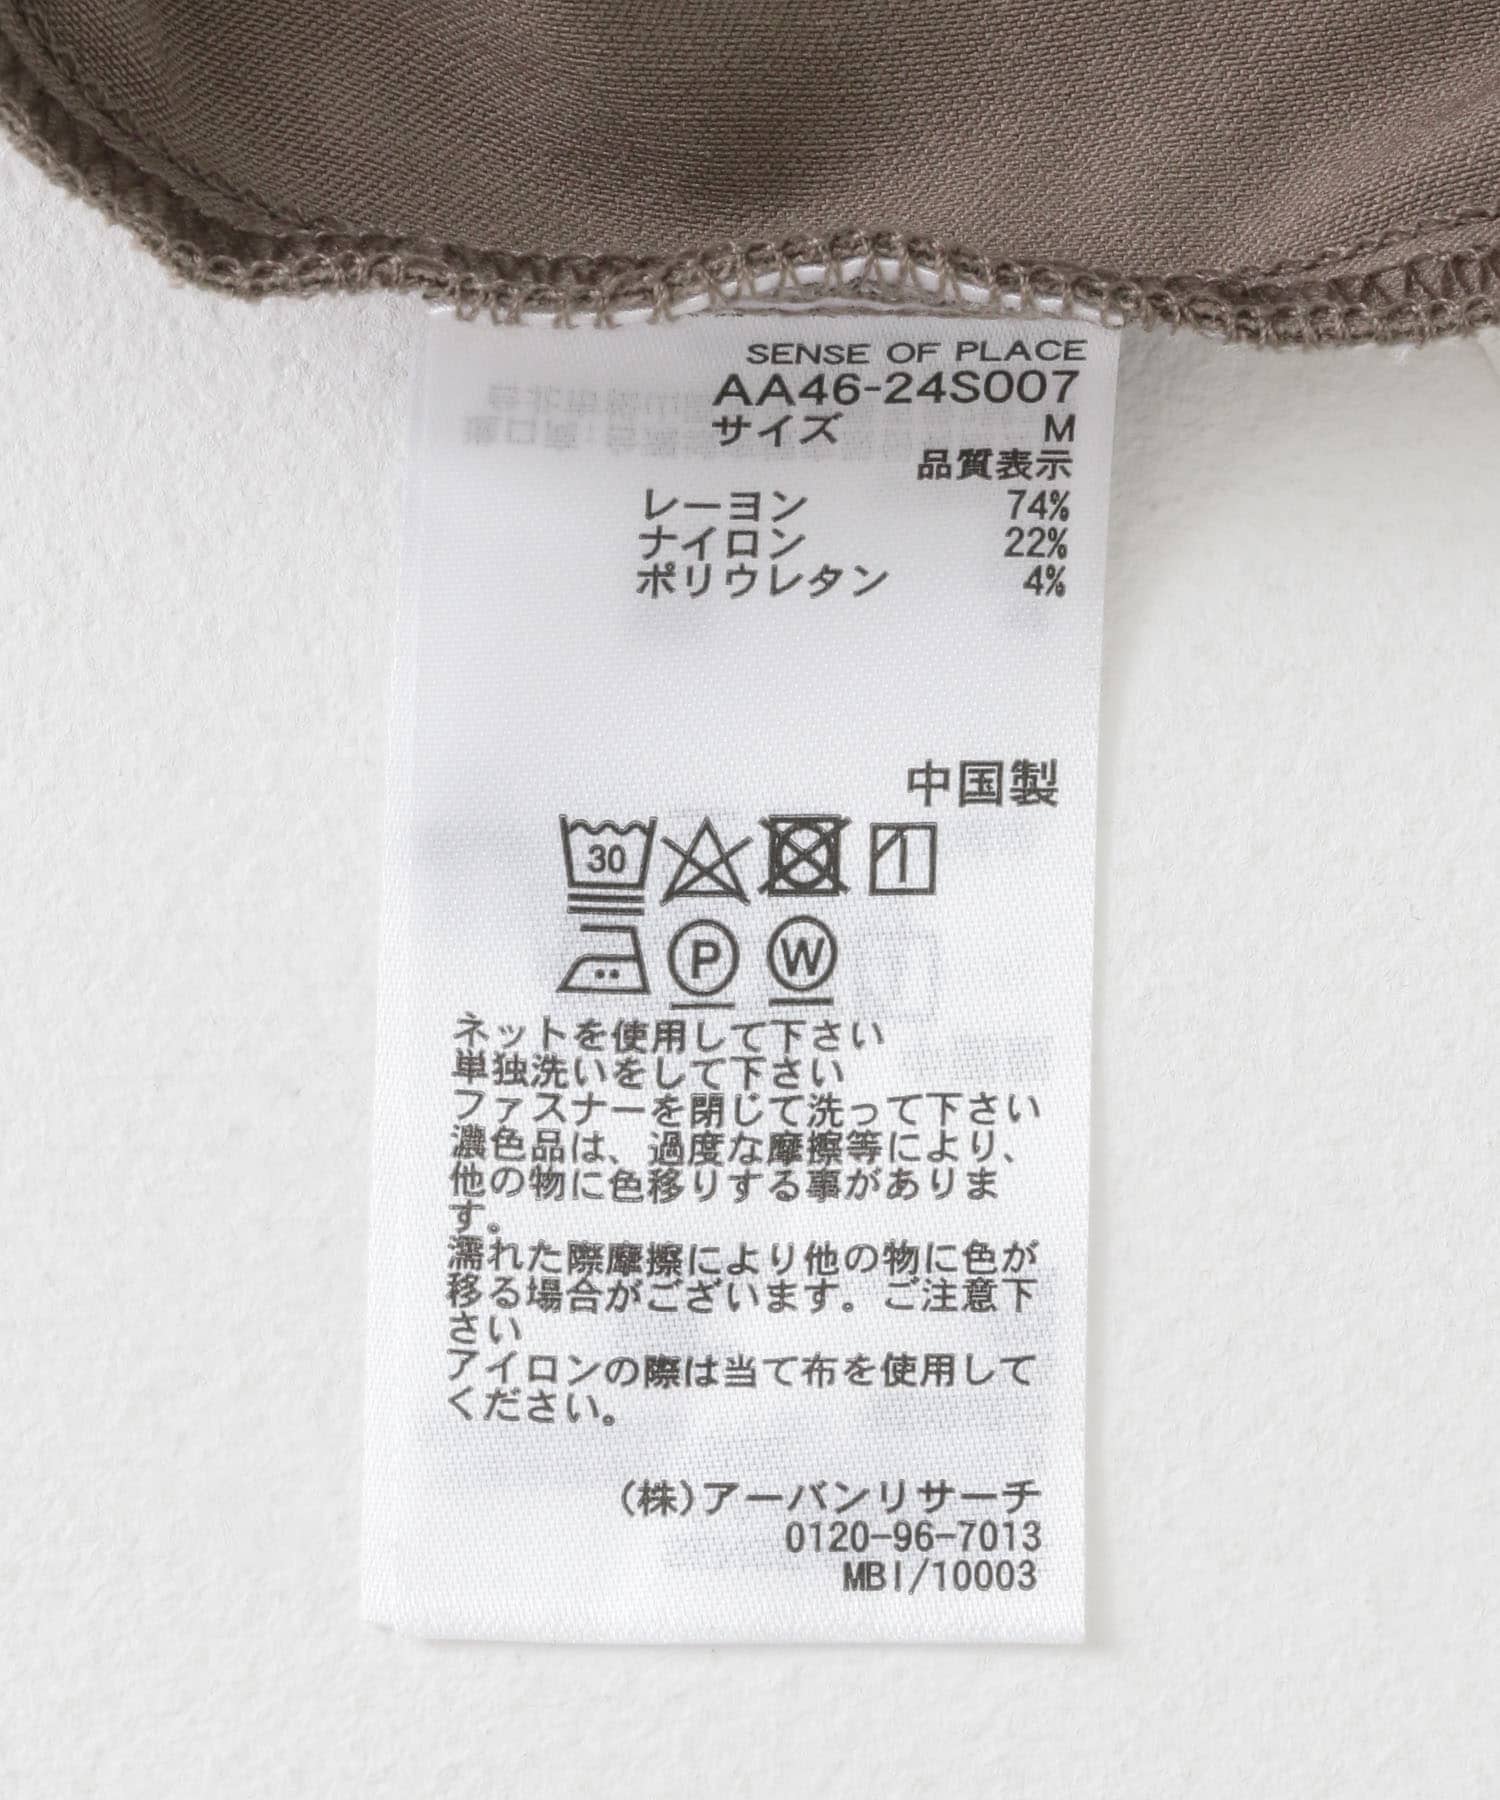 SENSE OF PLACE
AA46-24S007
サイズ M
品質表示
レーヨン 74%
ナイロン 22%
ポリウレタン 4%
中国製
30
P W
ネットを使用して下さい
単独洗いをして下さい
ファスナーを閉じて洗って下さい
濃色品は、過度な摩擦等により、
他の物に色移りする事がありま
す。
濡れた際摩擦により他の物に色が
移る場合がございます。ご注意下
さい
アイロンの際は当て布を使用して
ください。
(株)アーバンリサーチ
0120-96-7013
MBI/10003